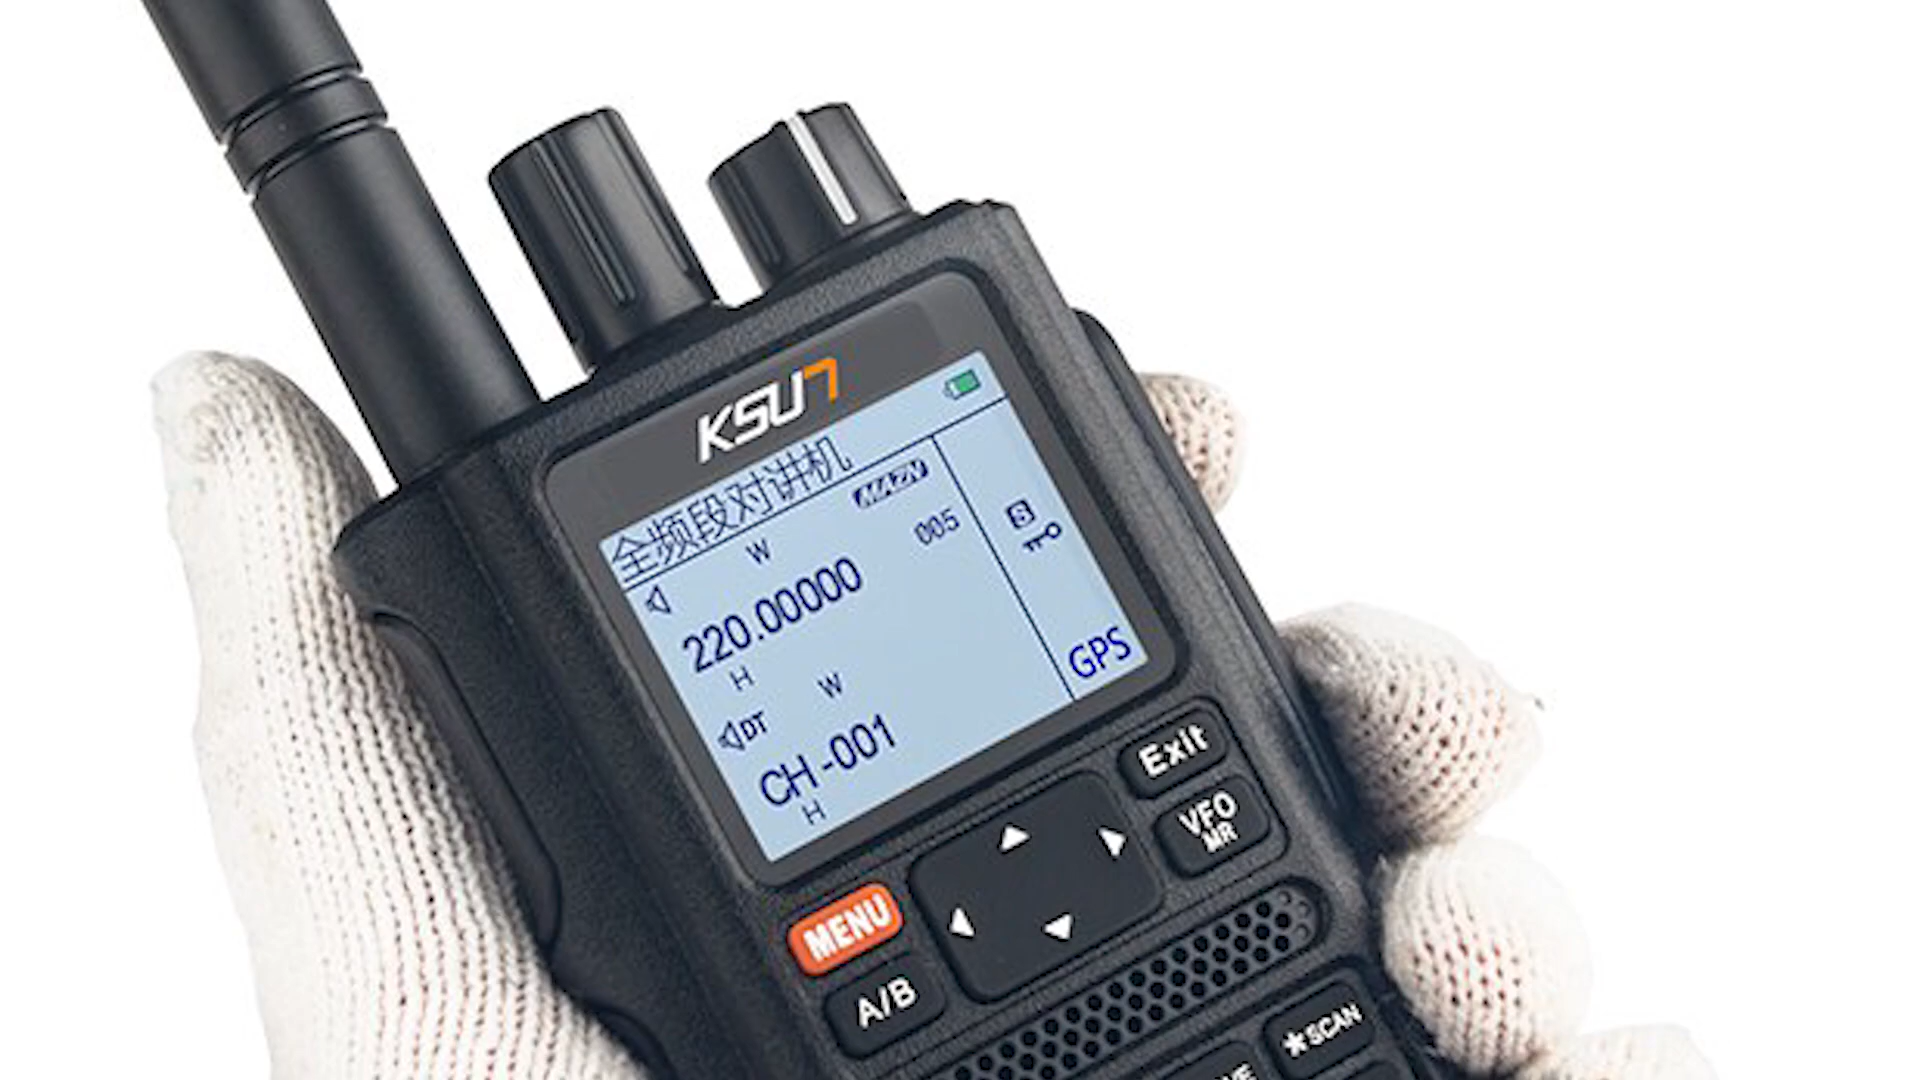 KSUN
全频段对讲机
W
005
220.00000
H
W
DT
CH-001
H
S
GPS
Exit
VFO
MR
MENU
A/B
*SCAN